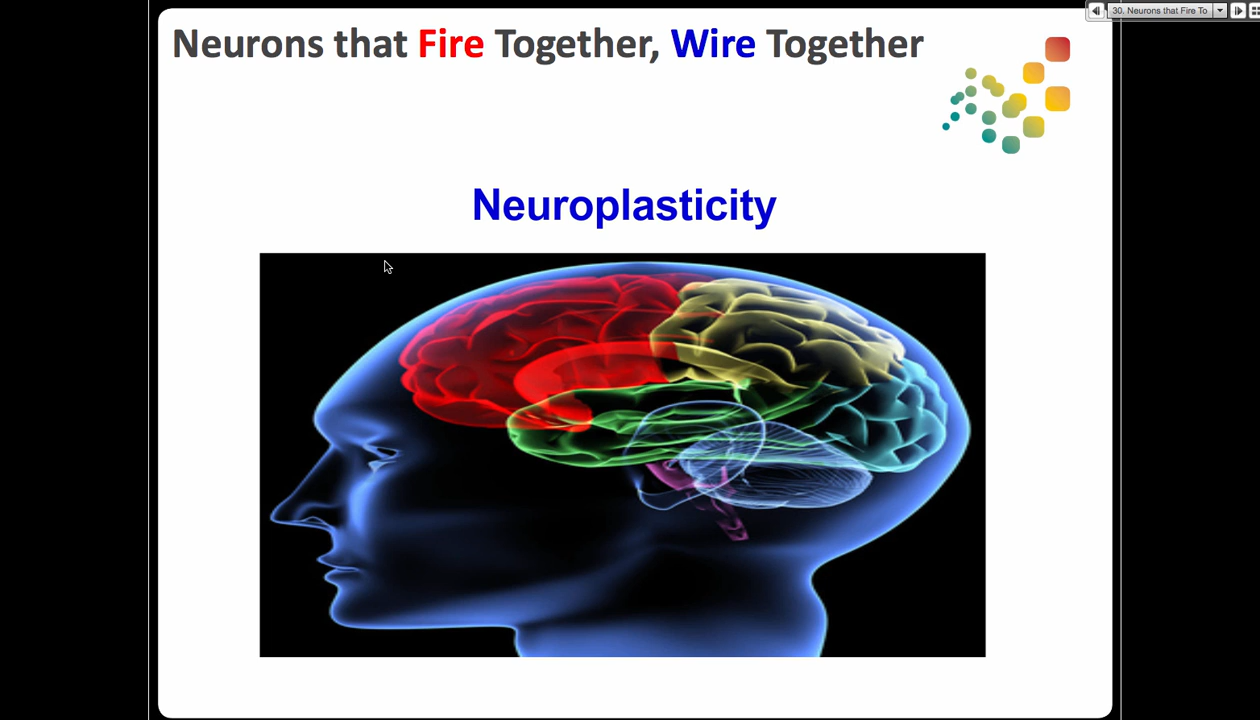 30. Neurons that Fire To
Neurons that Fire Together, Wire Together
Neuroplasticity